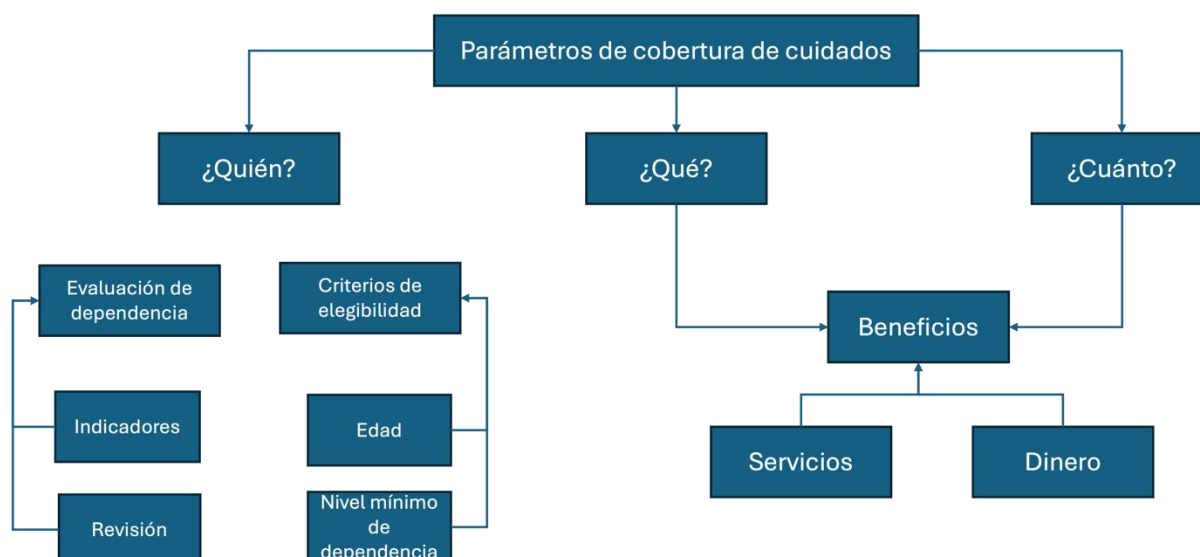 Parámetros de cobertura de cuidados
¿Quién?
¿Qué?
¿Cuánto?
Evaluación de
dependencia
Criterios de
elegibilidad
Beneficios
Indicadores
Edad
Servicios
Dinero
Revisión
Nivel mínimo
de
dependencia